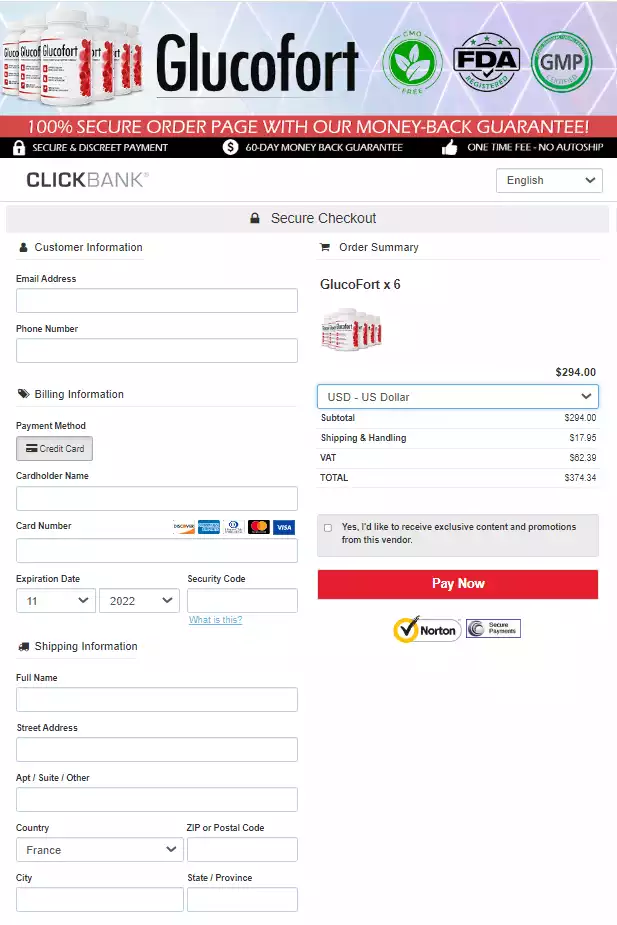 Glucofort
GMO
FREE
FDA
REGISTERED
GMP
CERTIFIED
100% SECURE ORDER PAGE WITH OUR MONEY-BACK GUARANTEE!
SECURE & DISCREET PAYMENT
$ 60-DAY MONEY BACK GUARANTEE
ONE TIME FEE - NO AUTOSHIP
CLICKBANK®
English
Secure Checkout
Customer Information
Email Address
Phone Number
Billing Information
Payment Method
Credit Card
Cardholder Name
Card Number
DISCOVER
VISA
Expiration Date
Security Code
11
2022
What is this?
Shipping Information
Full Name
Street Address
Apt / Suite / Other
Country
ZIP or Postal Code
France
City
State / Province
Order Summary
GlucoFort x 6
Glucofort
$294.00
USD - US Dollar
Subtotal $294.00
Shipping & Handling $17.95
VAT $62.39
TOTAL $374.34
Yes, I'd like to receive exclusive content and promotions
from this vendor.
Pay Now
Norton
Secure
Payments